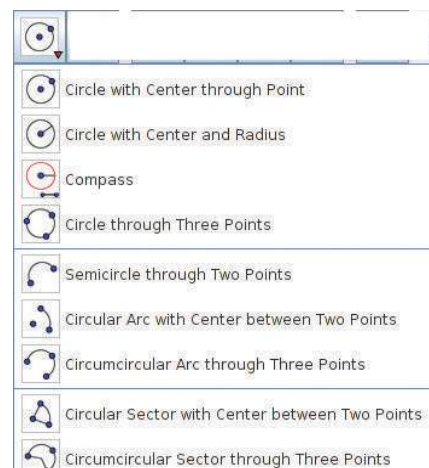 Circle with Center through Point
Circle with Center and Radius
Compass
Circle through Three Points
Semicircle through Two Points
Circular Arc with Center between Two Points
Circumcircular Arc through Three Points
Circular Sector with Center between Two Points
Circumcircular Sector through Three Points